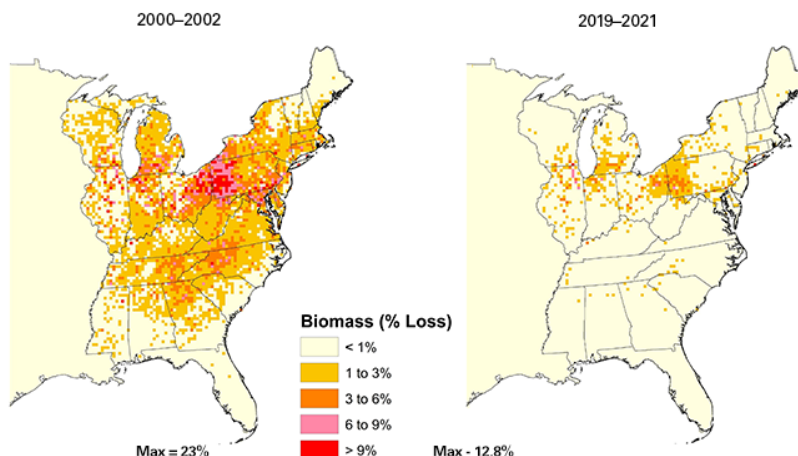 2000–2002
2019–2021
Biomass (% Loss)
< 1%
1 to 3%
3 to 6%
6 to 9%
> 9%
Max = 23%
Max - 12.8%